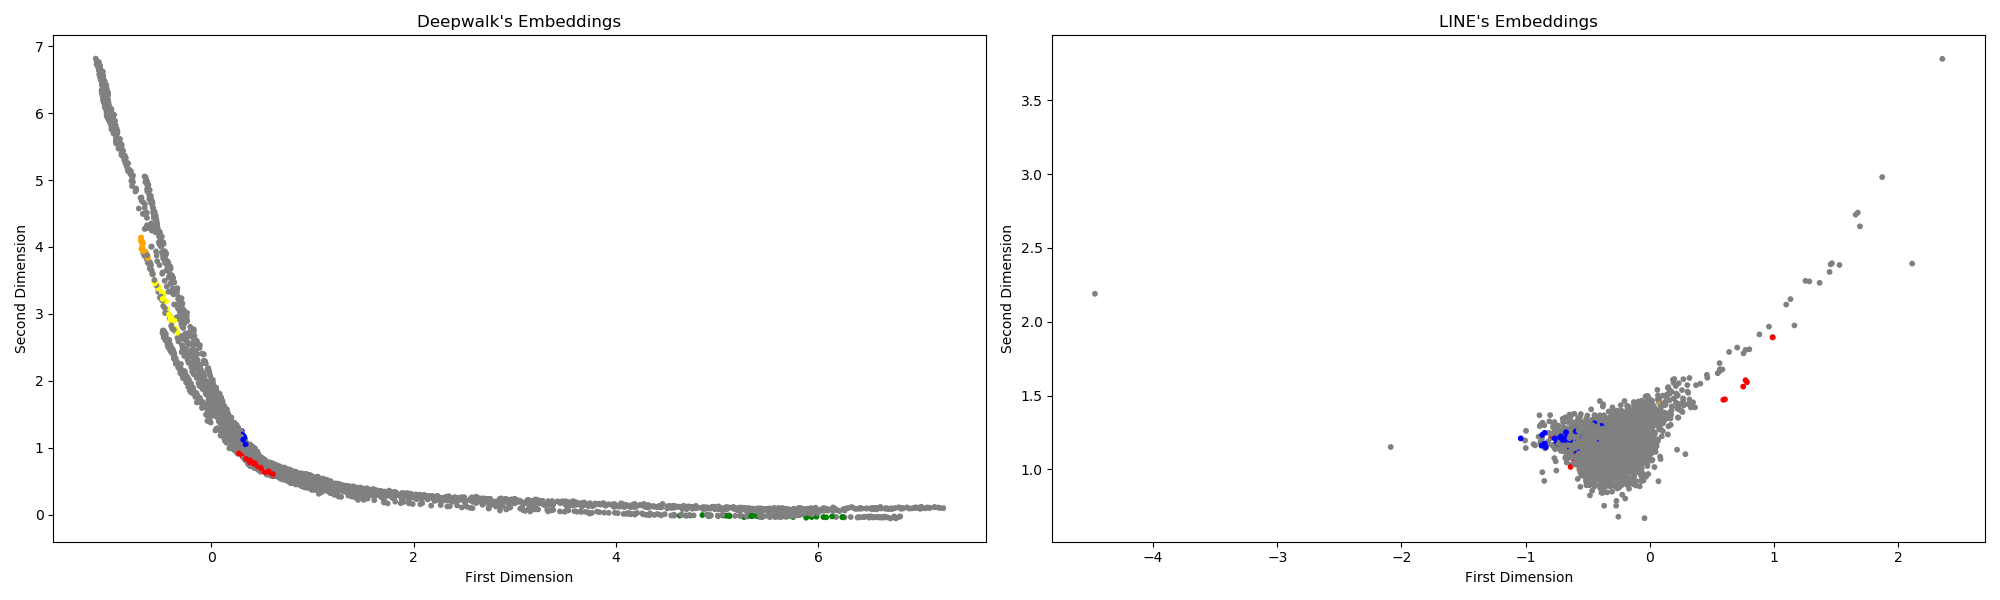 Deepwalk's Embeddings
7
6
5
4
3
2
1
0
Second Dimension
0 2 4 6
First Dimension
LINE's Embeddings
3.5
3.0
2.5
2.0
1.5
1.0
Second Dimension
−4 −3 −2 −1 0 1 2
First Dimension